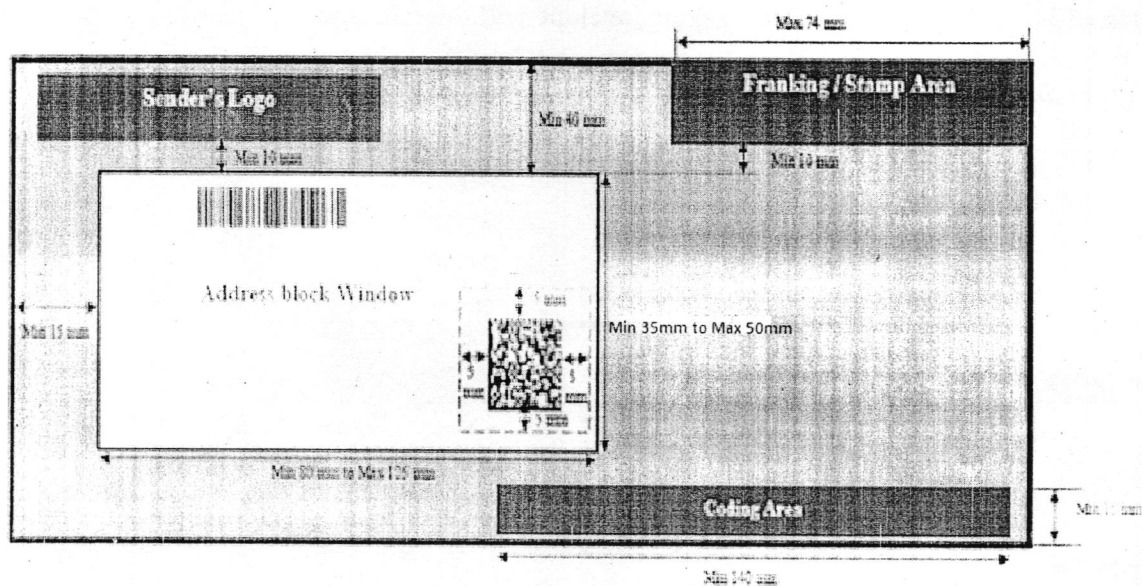 Max 74 mm
Sender's Logo
Franking / Stamp Area
Min 40 mm
Min 10 mm
Min 10 mm
Address block Window
5 mm
Min 15 mm
Min 35mm to Max 50mm
5
mm
5
mm
5 mm
Min 80 mm to Max 125 mm
Coding Area
Min mm
Min 140 mm